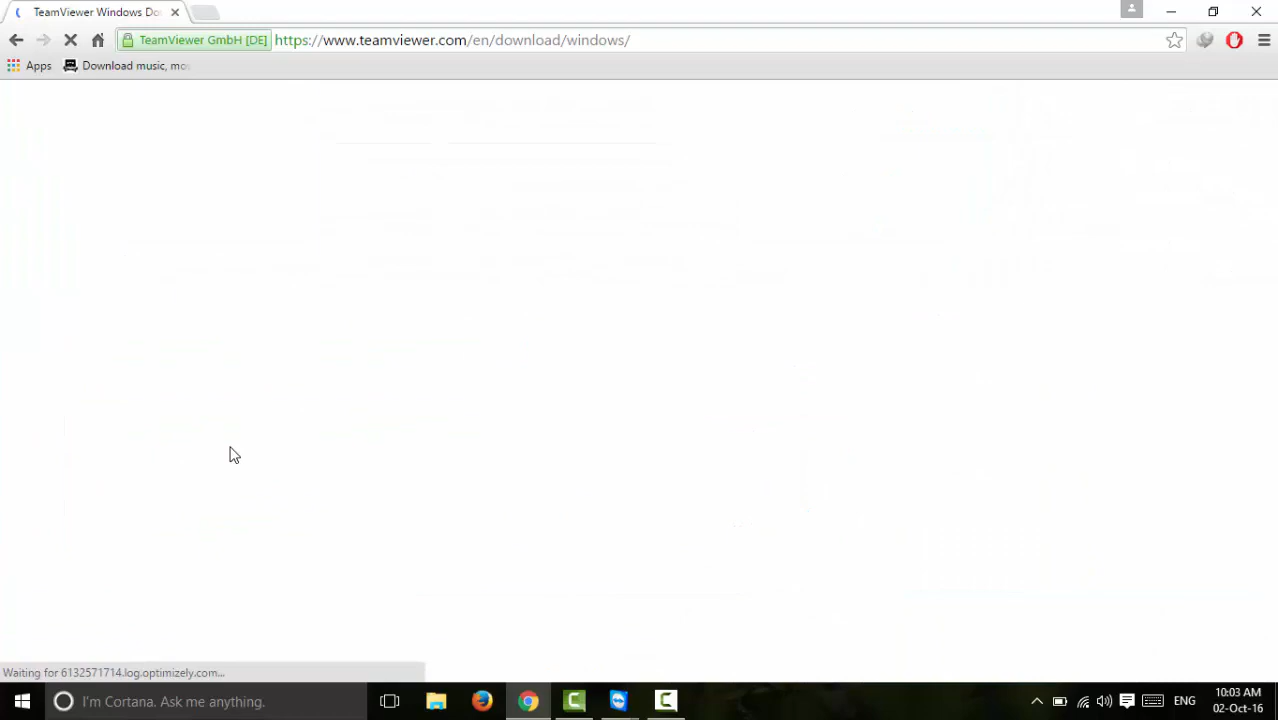 TeamViewer Windows Do
TeamViewer GmbH [DE] https://www.teamviewer.com/en/download/windows/
Apps Download music, mo
Waiting for 6132571714.log.optimizely.com...
I'm Cortana. Ask me anything. ENG 10:03 AM
02-Oct-16